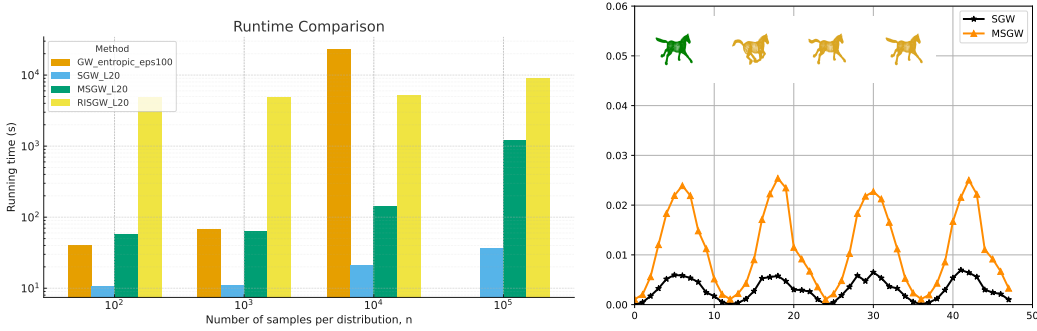 Runtime Comparison
Method
GW_entropic_eps100
SGW_L20
MSGW_L20
RISGW_L20
Running time (s)
10⁴
10³
10²
10¹
10² 10³ 10⁴ 10⁵
Number of samples per distribution, n
SGW
MSGW
0.06
0.05
0.04
0.03
0.02
0.01
0.00
0 10 20 30 40 50